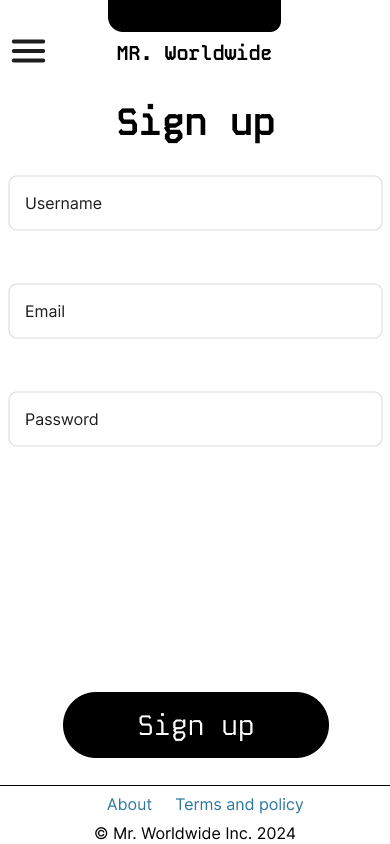 MR. Worldwide
Sign up
Username
Email
Password
Sign up
About Terms and policy
© Mr. Worldwide Inc. 2024